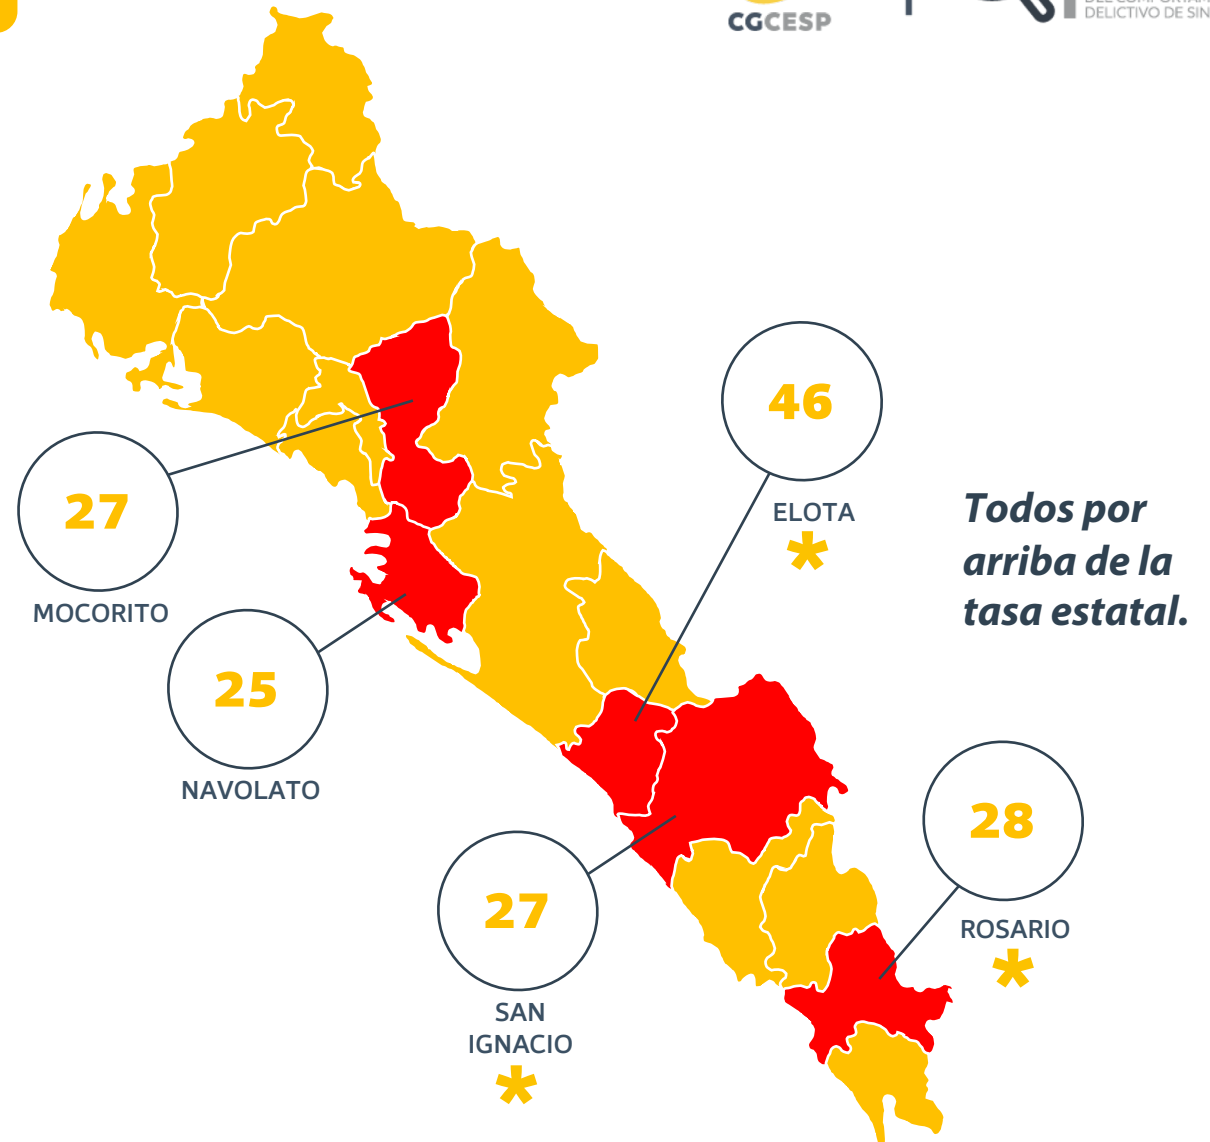 CGCESP
DELICTIVO DE SIN
46
ELOTA
*
Todos por
arriba de la
tasa estatal.
27
MOCORITO
25
NAVOLATO
28
ROSARIO
*
27
SAN
IGNACIO
*